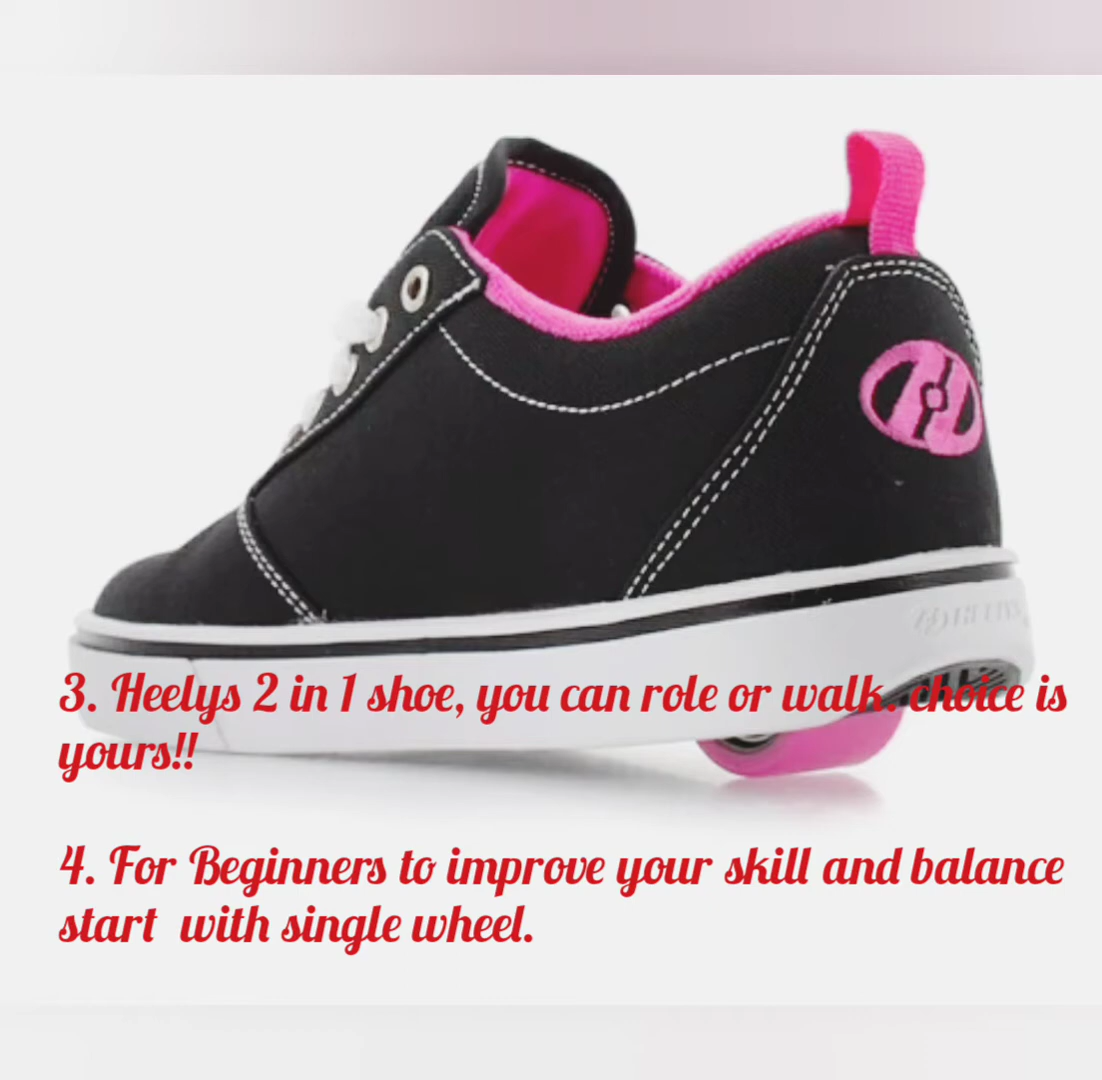 HEELYS
3. Heelys 2 in 1 shoe, you can role or walk. choice is
yours!!
4. For Beginners to improve your skill and balance
start with single wheel.